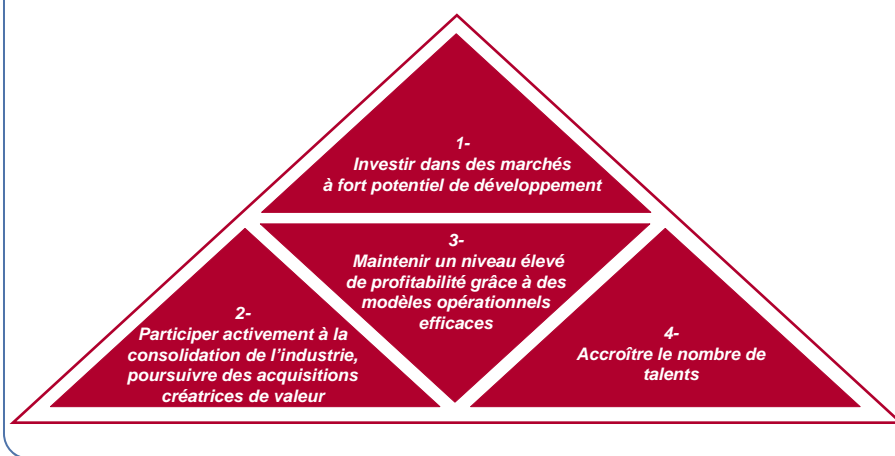 1-
Investir dans des marchés
à fort potentiel de développement
2-
Participer activement à la
consolidation de l’industrie,
poursuivre des acquisitions
créatrices de valeur
3-
Maintenir un niveau élevé
de profitabilité grâce à des
modèles opérationnels
efficaces
4-
Accroître le nombre de
talents